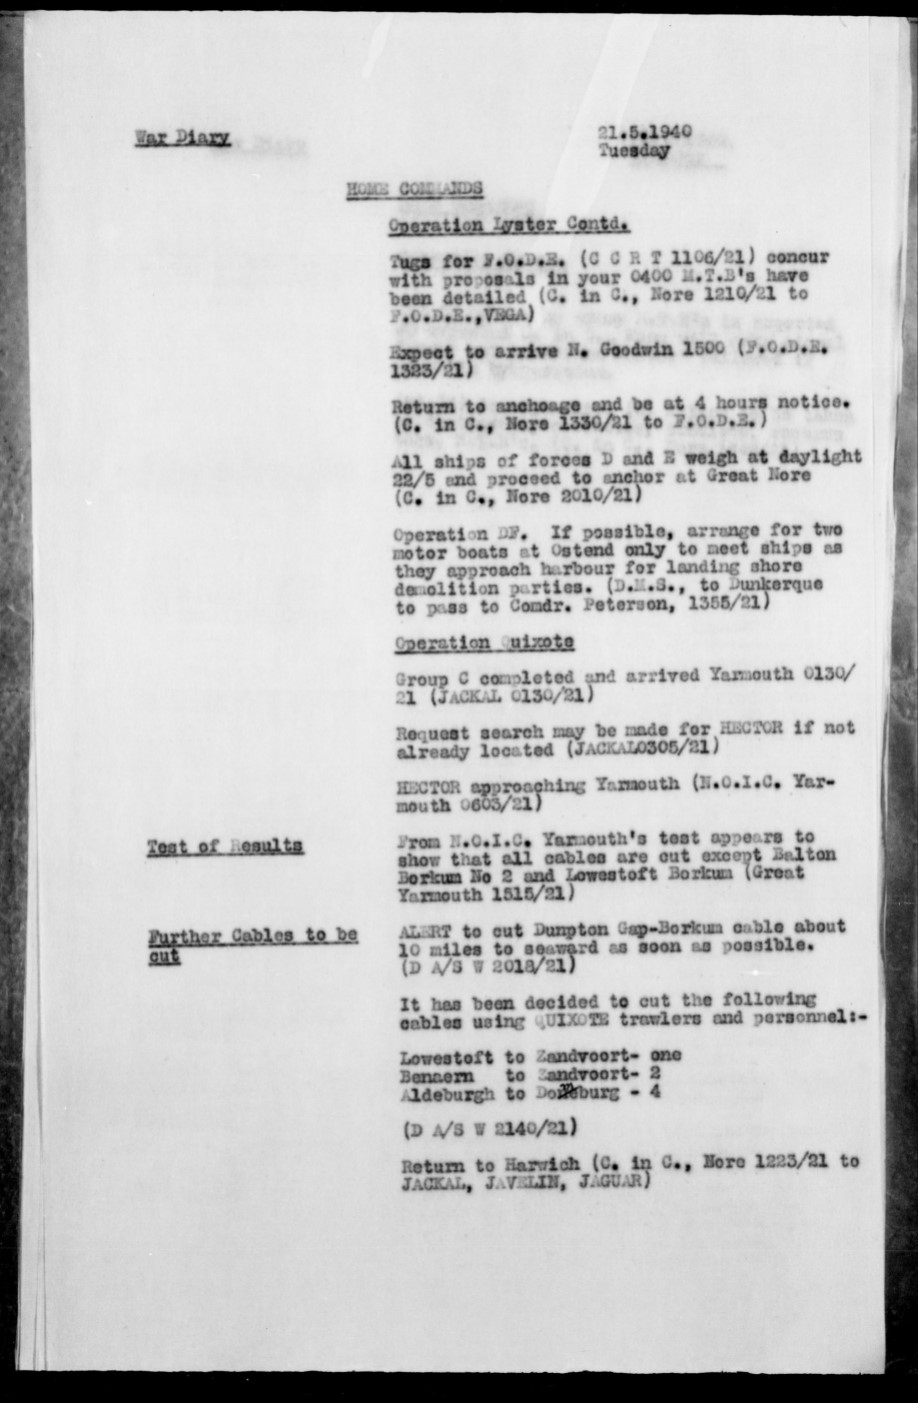 War Diary
21.5.1940
Tuesday
HOME COMMANDS
Operation Lyster Contd.
Tugs for F.O.D.E. (C C R T 1106/21) concur
with proposals in your 0400 M.T.B's have
been detailed (C. in C., Nore 1210/21 to
F.O.D.E.,VEGA)
Expect to arrive N. Goodwin 1500 (F.O.D.E.
1323/21)
Return to anchoage and be at 4 hours notice.
(C. in C., Nore 1330/21 to F.O.D.E.)
All ships of forces D and E weigh at daylight
22/5 and proceed to anchor at Great Nore
(C. in C., Nore 2010/21)
Operation DF. If possible, arrange for two
motor boats at Ostend only to meet ships as
they approach harbour for landing shore
demolition parties. (D.M.S., to Dunkerque
to pass to Comdr. Peterson, 1355/21)
Operation Quixote
Group C completed and arrived Yarmouth 0130/
21 (JACKAL 0130/21)
Request search may be made for HECTOR if not
already located (JACKAL0305/21)
HECTOR approaching Yarmouth (N.O.I.C. Yar-
mouth 0603/21)
Test of Results
From N.O.I.C. Yarmouth's test appears to
show that all cables are cut except Balton
Borkum No 2 and Lowestoft Borkum (Great
Yarmouth 1515/21)
Further Cables to be
cut
ALERT to cut Dumpton Gap-Borkum cable about
10 miles to seaward as soon as possible.
(D A/S W 2018/21)
It has been decided to cut the following
cables using QUIXOTE trawlers and personnel:-
Lowestoft to Zandvoort- one
Bennern to Zandvoort- 2
Aldeburgh to Domburg - 4
(D A/S W 2140/21)
Return to Harwich (C. in C., Nore 1223/21 to
JACKAL, JAVELIN, JAGUAR)